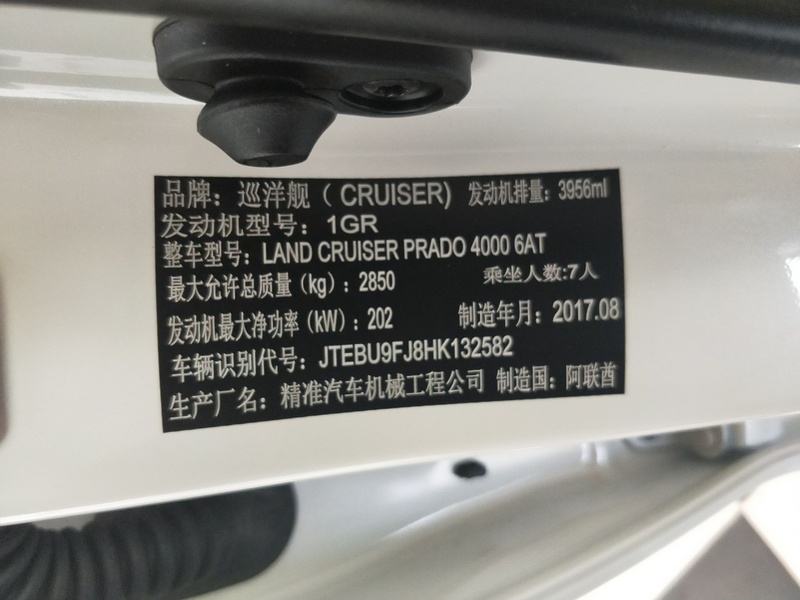 品牌：巡洋舰（ CRUISER) 发动机排量：3956ml
发动机型号：1GR
整车型号：LAND CRUISER PRADO 4000 6AT
最大允许总质量（kg)：2850 乘坐人数:7人
发动机最大净功率（kW)：202 制造年月：2017.08
车辆识别代号：JTEBU9FJ8HK132582
生产厂名：精准汽车机械工程公司 制造国：阿联酋